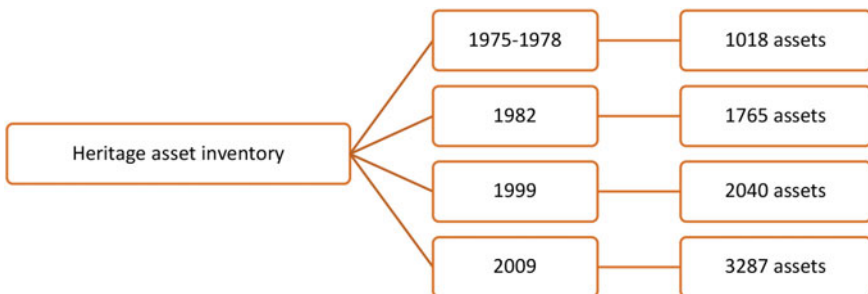 Heritage asset inventory
1975-1978
1018 assets
1982
1765 assets
1999
2040 assets
2009
3287 assets